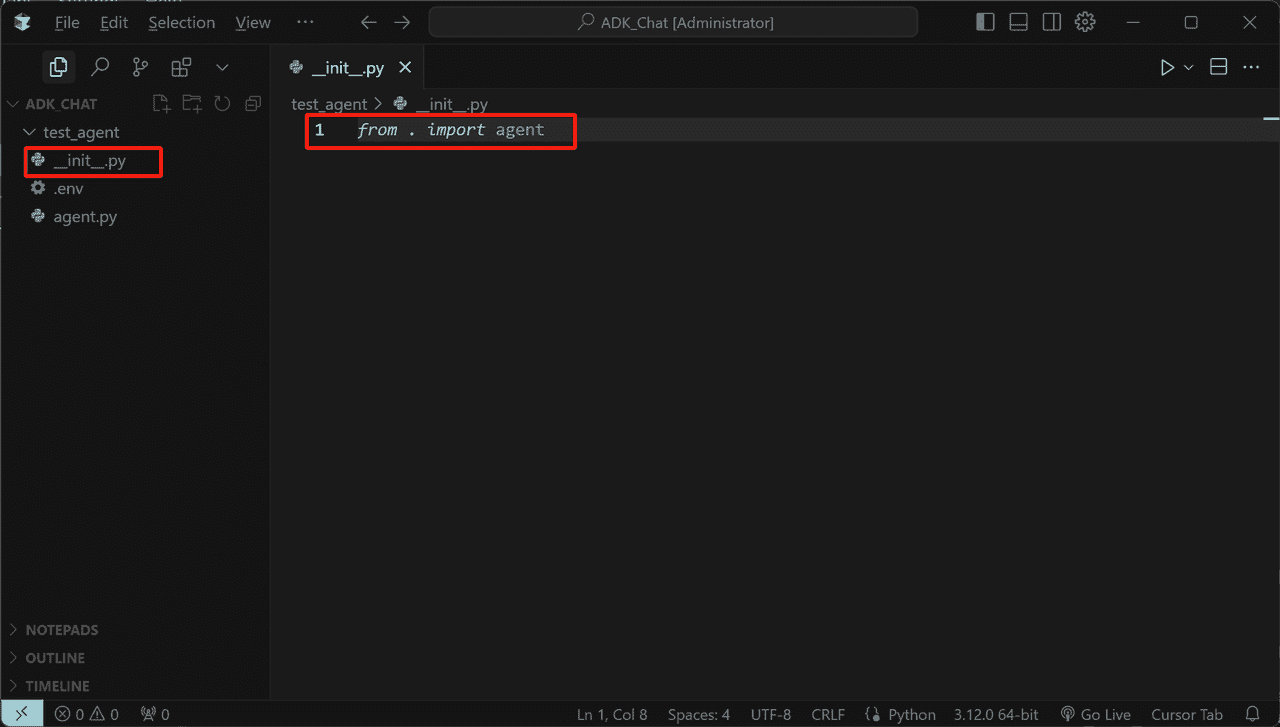 File Edit Selection View ··· ADK_Chat [Administrator]
__init__.py
ADK_CHAT
test_agent
__init__.py
.env
agent.py
test_agent > __init__.py
1 from . import agent
NOTEPADS
OUTLINE
TIMELINE
0 0 0 Ln 1, Col 8 Spaces: 4 UTF-8 CRLF Python 3.12.0 64-bit Go Live Cursor Tab